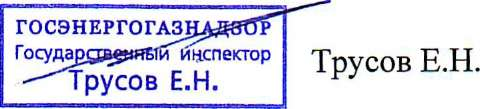 ГОСЭНЕРГОГАЗНАДЗОР
Государственный инспектор
Трусов Е.Н.
Трусов Е.Н.